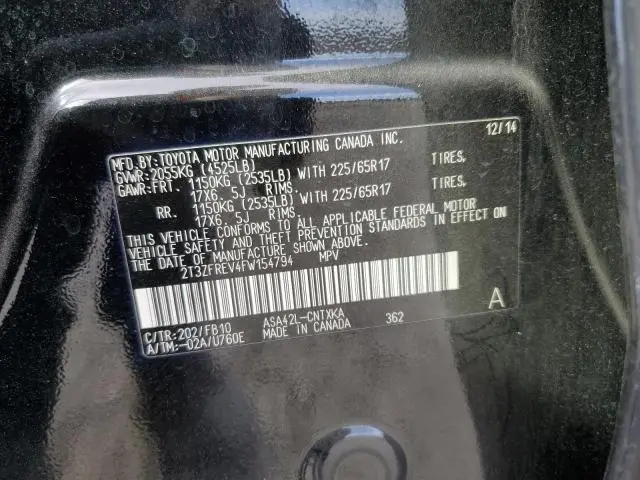 MFD.BY:TOYOTA MOTOR MANUFACTURING CANADA INC. 12/14
GVWR:2055KG (4525LB)
GAWR:FRT. 1150KG (2535LB) WITH 225/65R17 TIRES,
17X6.5J RIMS.
RR. 1150KG (2535LB) WITH 225/65R17 TIRES,
17X6.5J RIMS.
THIS VEHICLE CONFORMS TO ALL APPLICABLE FEDERAL MOTOR
VEHICLE SAFETY AND THEFT PREVENTION STANDARDS IN EFFECT ON
THE DATE OF MANUFACTURE SHOWN ABOVE.
2T3ZFREV4FW154794 MPV
C/TR:202/FB10 ASA42L-CNTXKA 362 A
A/TM:-02A/U760E MADE IN CANADA